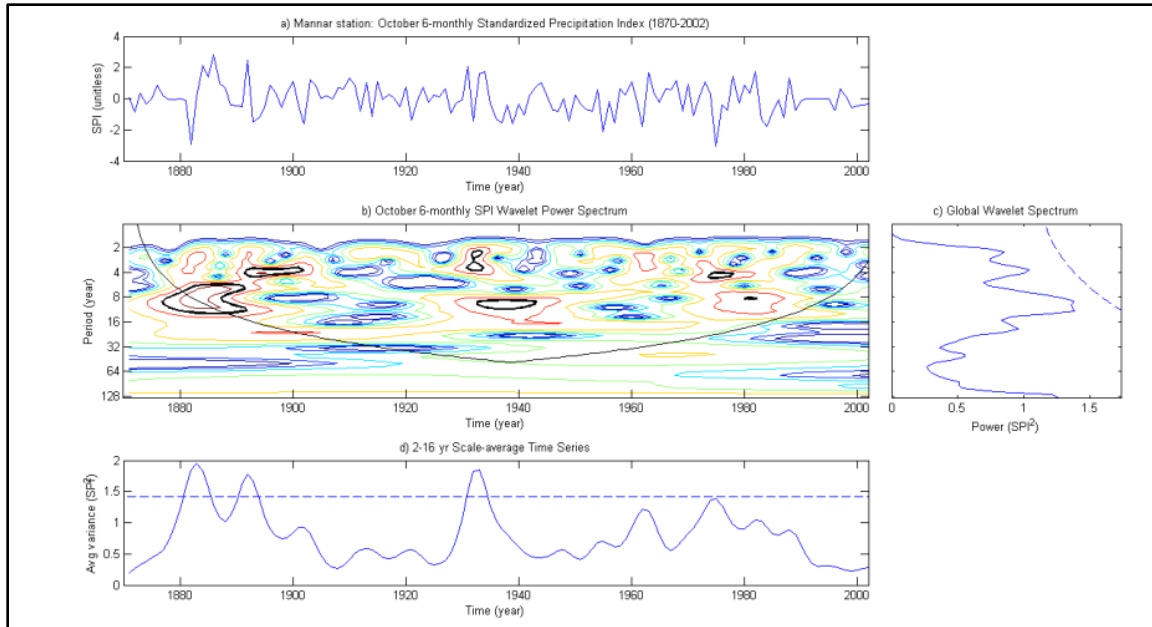 a) Mannar station: October 6-monthly Standardized Precipitation Index (1870-2002)
SPI (unitless)
4
2
0
-2
-4
1880 1900 1920 1940 1960 1980 2000
Time (year)
b) October 6-monthly SPI Wavelet Power Spectrum
Period (year)
2
4
8
16
32
64
128
1880 1900 1920 1940 1960 1980 2000
Time (year)
c) Global Wavelet Spectrum
0 0.5 1 1.5
Power (SPI²)
d) 2-16 yr Scale-average Time Series
Avg variance (SPI²)
2
1.5
1
0.5
0
1880 1900 1920 1940 1960 1980 2000
Time (year)